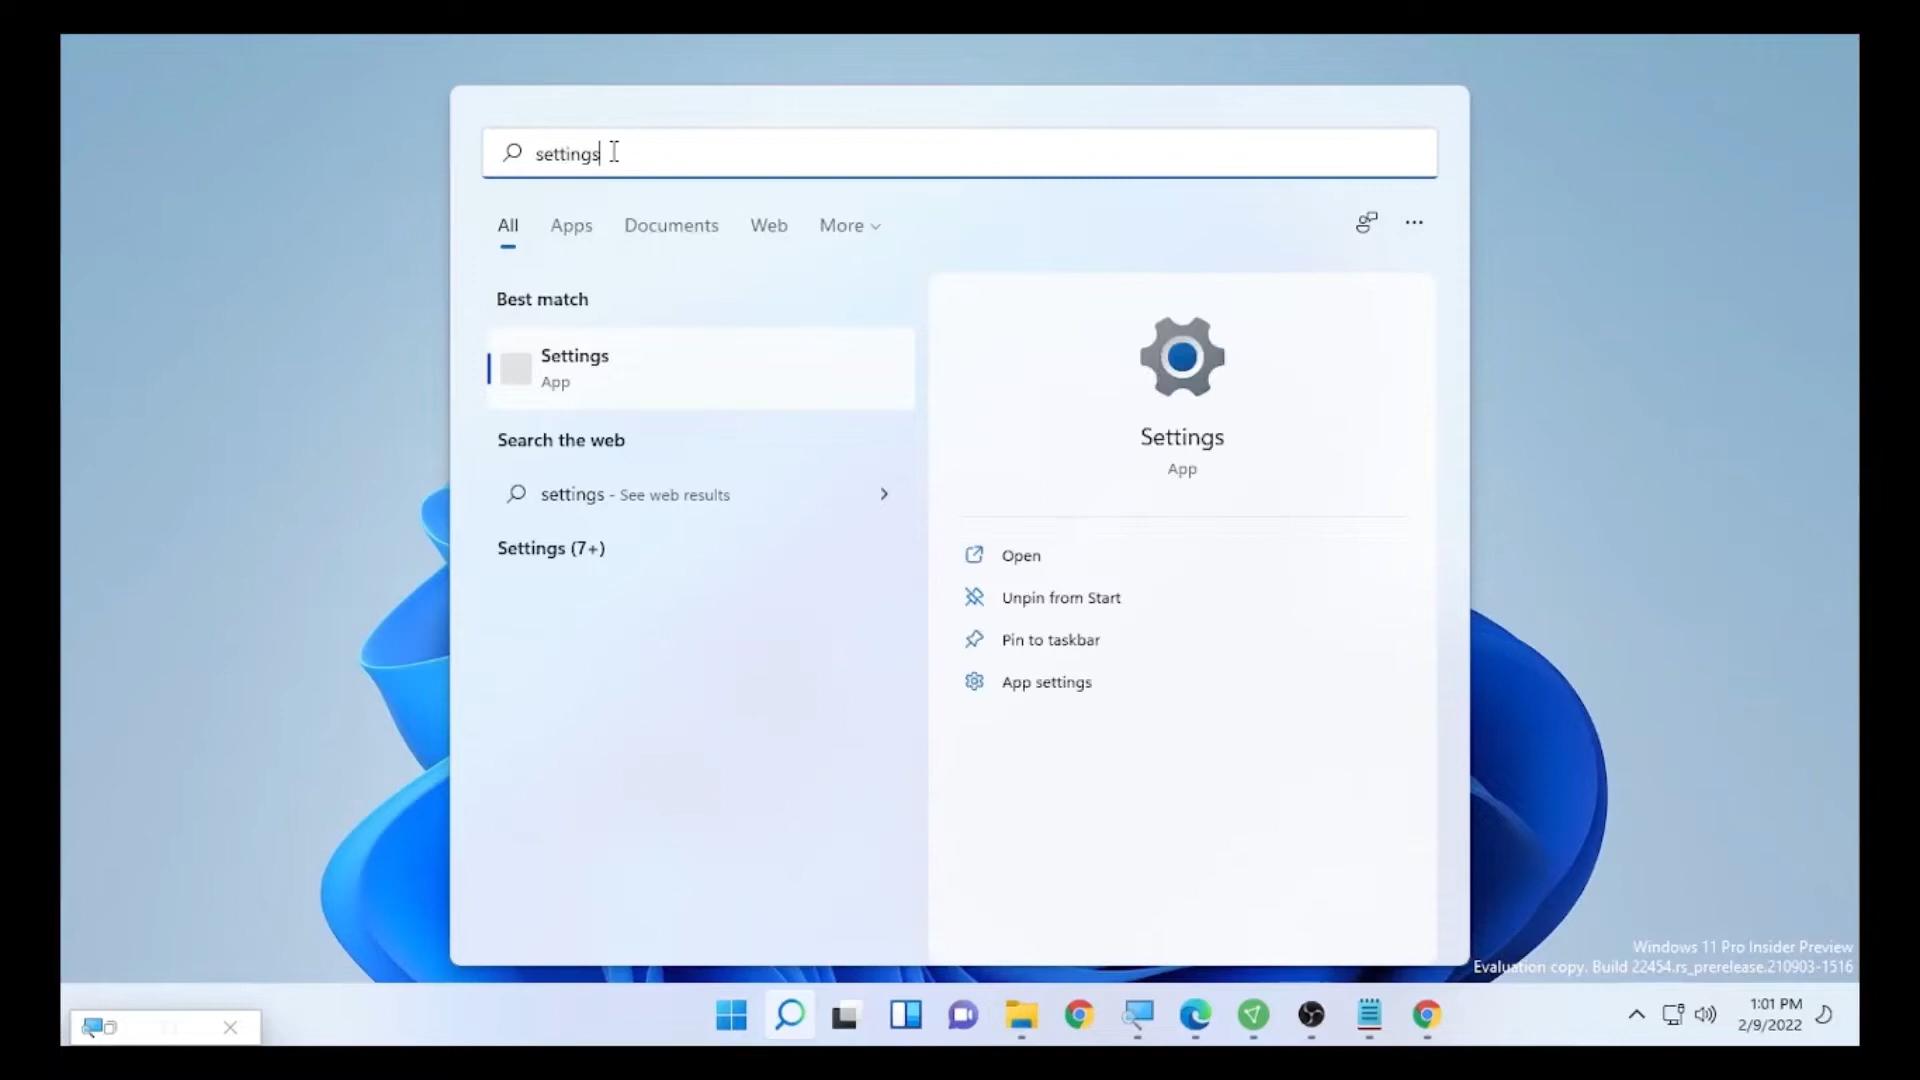 settings
All Apps Documents Web More
Best match
Settings
App
Search the web
settings - See web results
Settings (7+)
Settings
App
Open
Unpin from Start
Pin to taskbar
App settings
Windows 11 Pro Insider Preview
Evaluation copy. Build 22454.rs_prerelease.210903-1516
1:01 PM
2/9/2022